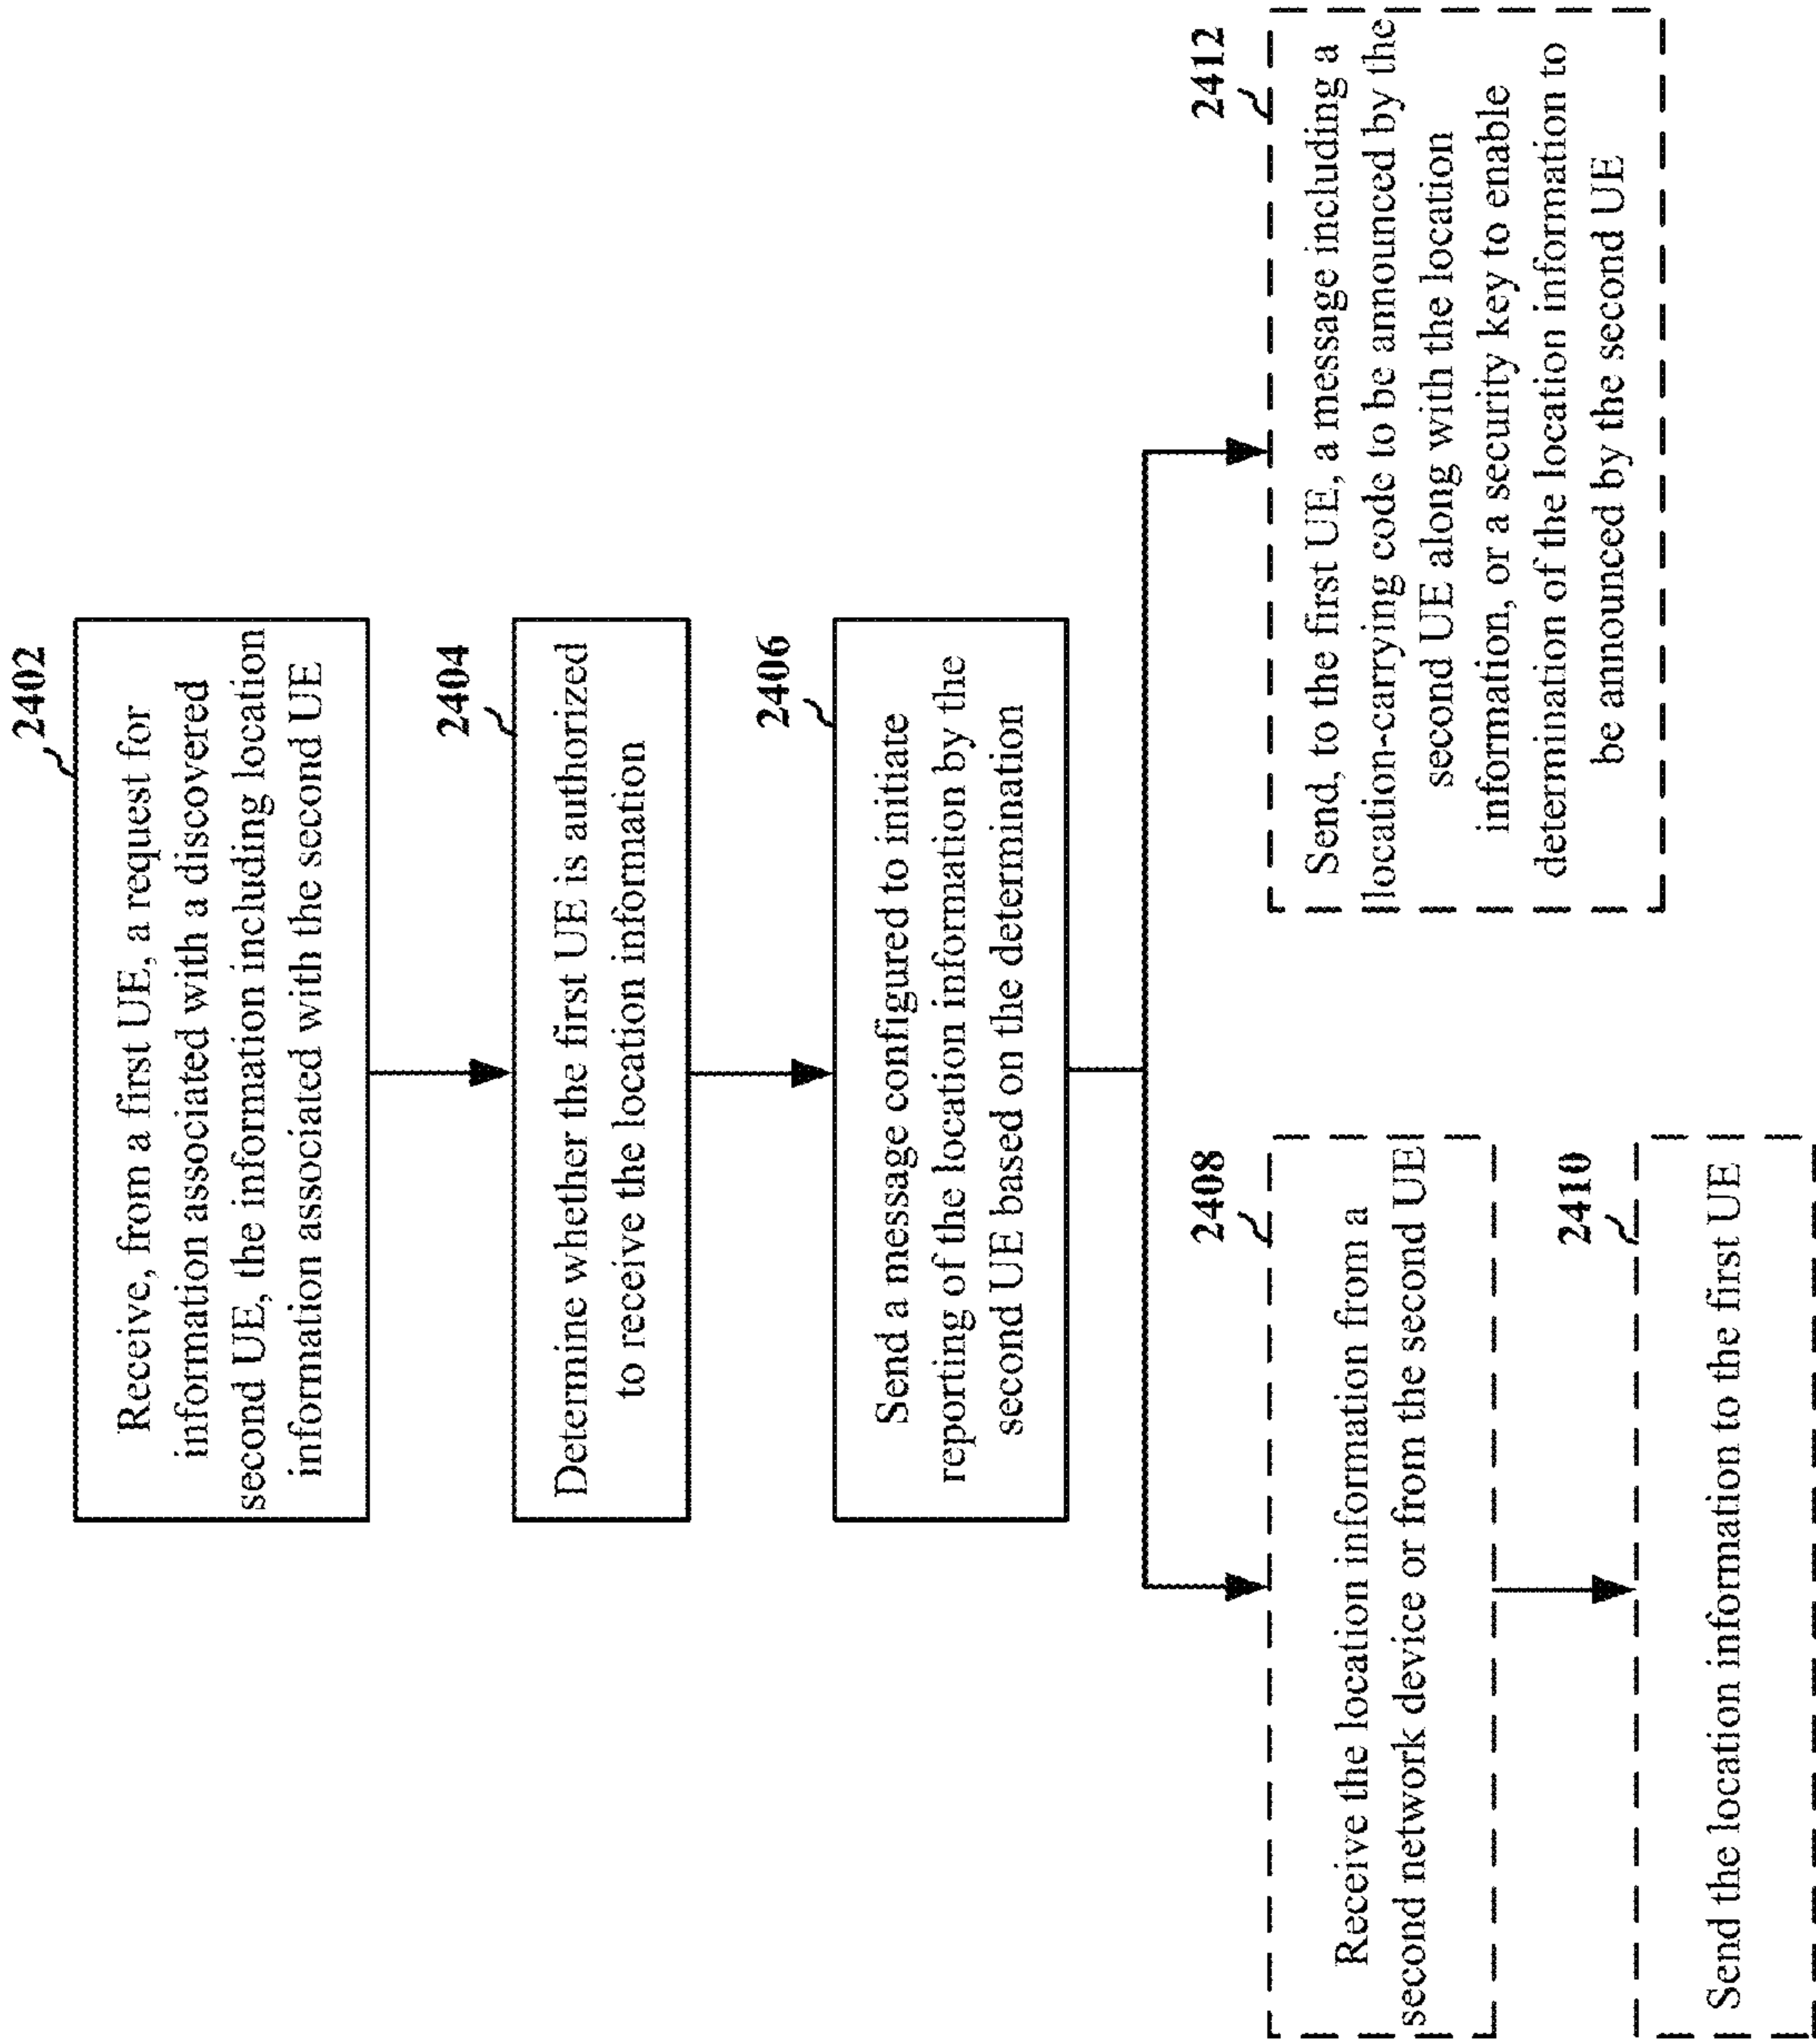 2402
Receive, from a first UE, a request for
information associated with a discovered
second UE, the information including location
information associated with the second UE
2404
Determine whether the first UE is authorized
to receive the location information
2406
Send a message configured to initiate
reporting of the location information by the
second UE based on the determination
2408
Receive the location information from a
second network device or from the second UE
2410
Send the location information to the first UE
2412
Send, to the first UE, a message including a
location-carrying code to be announced by the
second UE along with the location
information, or a security key to enable
determination of the location information to
be announced by the second UE